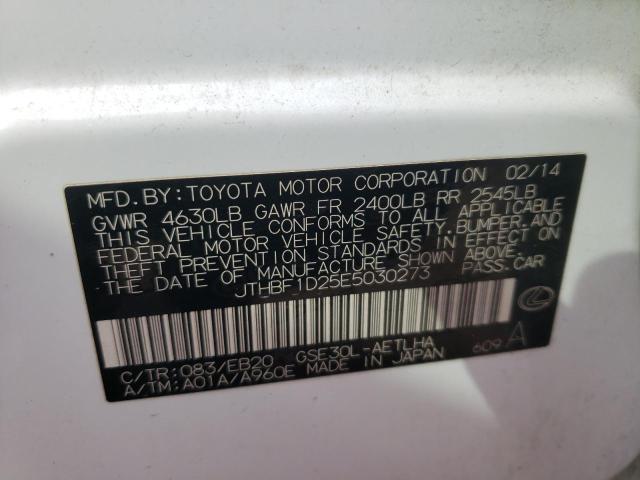 MFD. BY: TOYOTA MOTOR CORPORATION 02/14
GVWR 4630LB GAWR FR 2400LB RR 2545LB
THIS VEHICLE CONFORMS TO ALL APPLICABLE
FEDERAL MOTOR VEHICLE SAFETY, BUMPER AND
THEFT PREVENTION STANDARDS IN EFFECT ON
THE DATE OF MANUFACTURE SHOWN ABOVE.
JTHBF1D25E5030273 PASS. CAR
C/TR: 083/EB20 GSE30L-AETLHA
A/TM: A01A/A960E MADE IN JAPAN 609 A